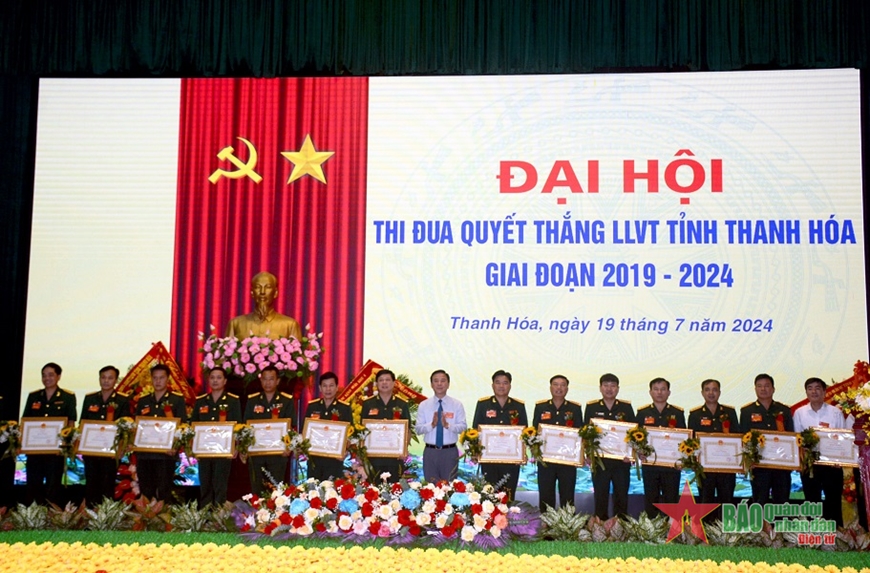 ĐẠI HỘI
THI ĐUA QUYẾT THẮNG LLVT TỈNH THANH HÓA
GIAI ĐOẠN 2019 - 2024
Thanh Hóa, ngày 19 tháng 7 năm 2024
BÁO quân đội nhân dân
Điện tử